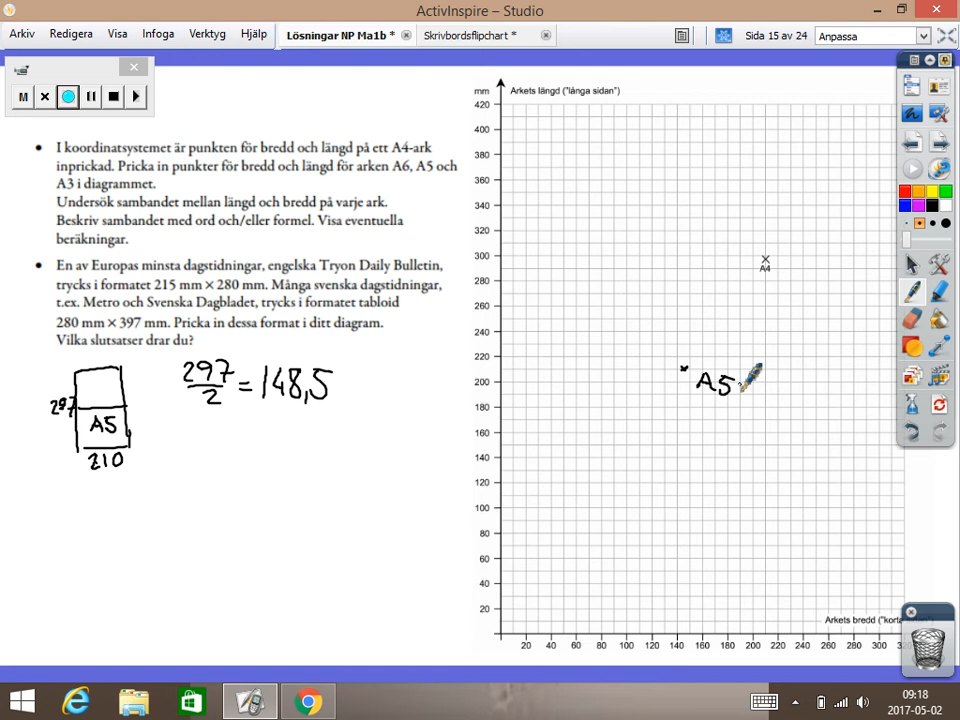 ActivInspire – Studio
Arkiv Redigera Visa Infoga Verktyg Hjälp
Lösningar NP Ma1b *
Skrivbordsflipchart *
Sida 15 av 24
Anpassa
M
• I koordinatsystemet är punkten för bredd och längd på ett A4-ark
inprickad. Pricka in punkter för bredd och längd för arken A6, A5 och
A3 i diagrammet.
Undersök sambandet mellan längd och bredd på varje ark.
Beskriv sambandet med ord och/eller formel. Visa eventuella
beräkningar.
• En av Europas minsta dagstidningar, engelska Tryon Daily Bulletin,
trycks i formatet 215 mm × 280 mm. Många svenska dagstidningar,
t.ex. Metro och Svenska Dagbladet, trycks i formatet tabloid
280 mm × 397 mm. Pricka in dessa format i ditt diagram.
Vilka slutsatser drar du?
297
A5
210
297/2 = 148,5
mm Arkets längd ("långa sidan")
420
400
380
360
340
320
300
280
260
240
220
200
180
160
140
120
100
80
60
40
20
A4
A5
Arkets bredd ("korta
20 40 60 80 100 120 140 160 180 200 220 240 260 280 300 320
09:18
2017-05-02